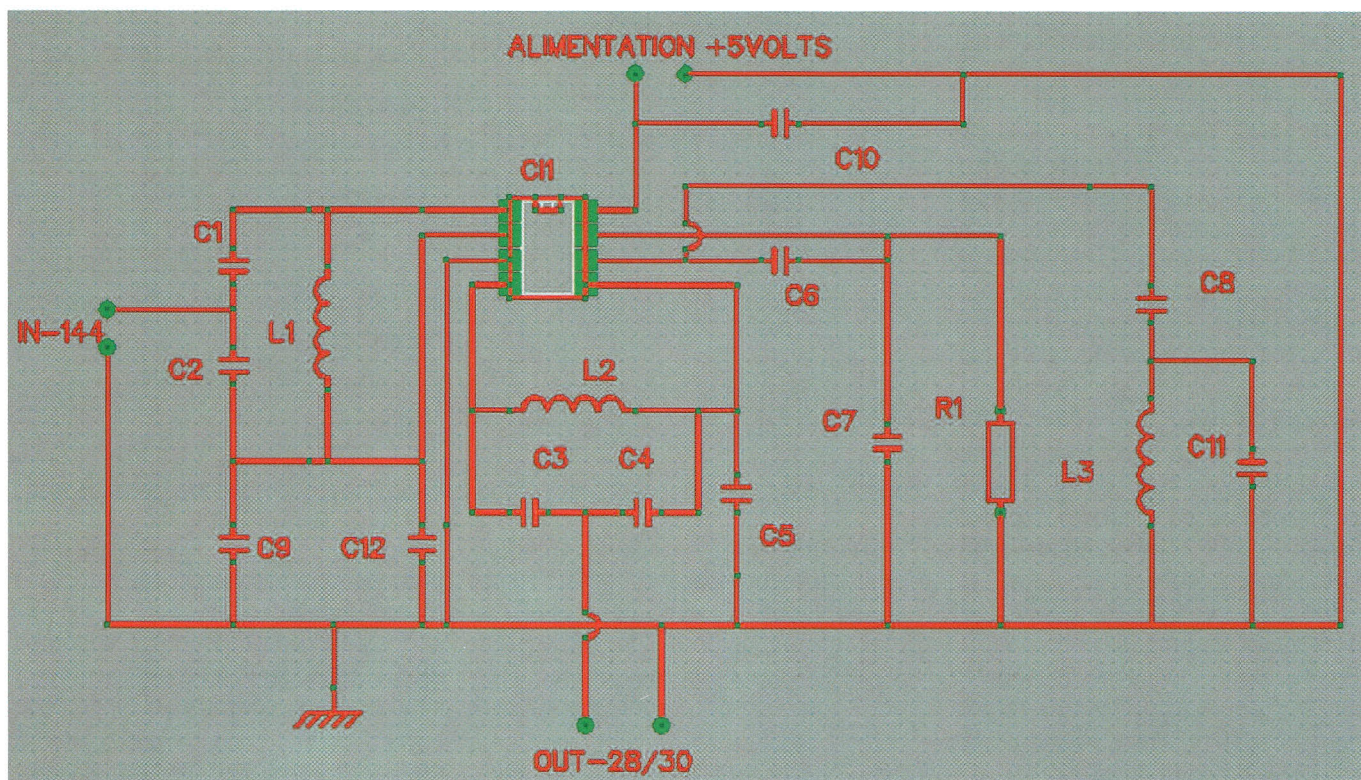 ALIMENTATION +5VOLTS
C10
CI1
C1
C6
C8
IN-144
L1
C2
L2
C7
R1
C3
C4
L3
C11
C5
C9
C12
OUT-28/30